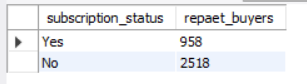 subscription_status repaet_buyers
Yes 958
No 2518